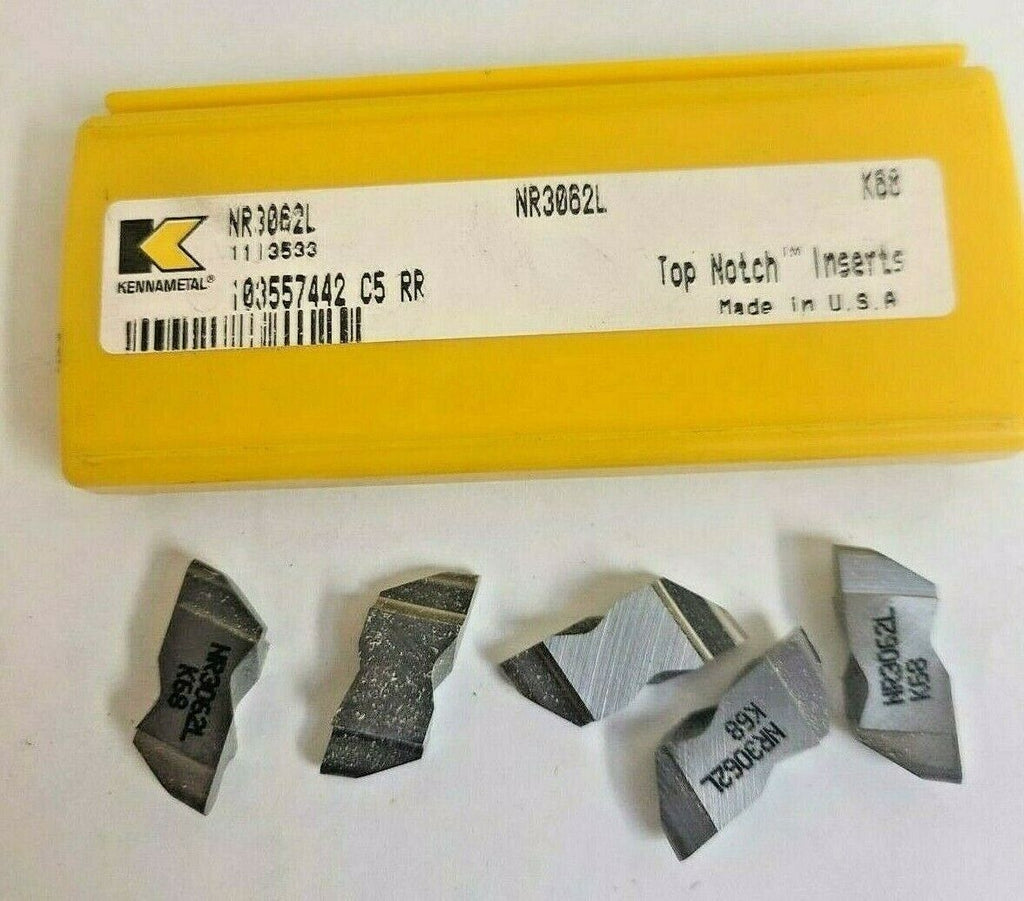 NR3062L
NR3062L
K68
1113533
KENNAMETAL®
103557442 C5 RR
Top Notch™ Inserts
Made in U.S.A
NR3062L
K68
NR3062L
K68
NR3062L
K68